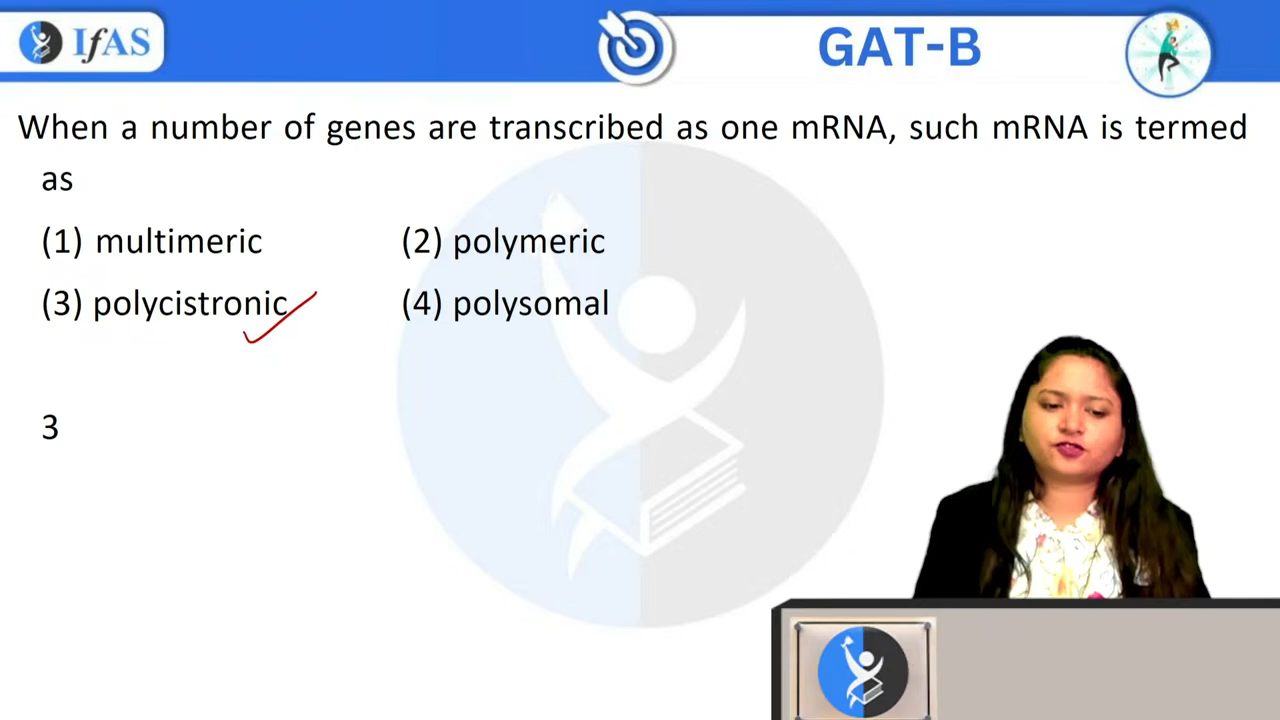 IfAS
GAT-B
When a number of genes are transcribed as one mRNA, such mRNA is termed
as
(1) multimeric (2) polymeric
(3) polycistronic (4) polysomal
3